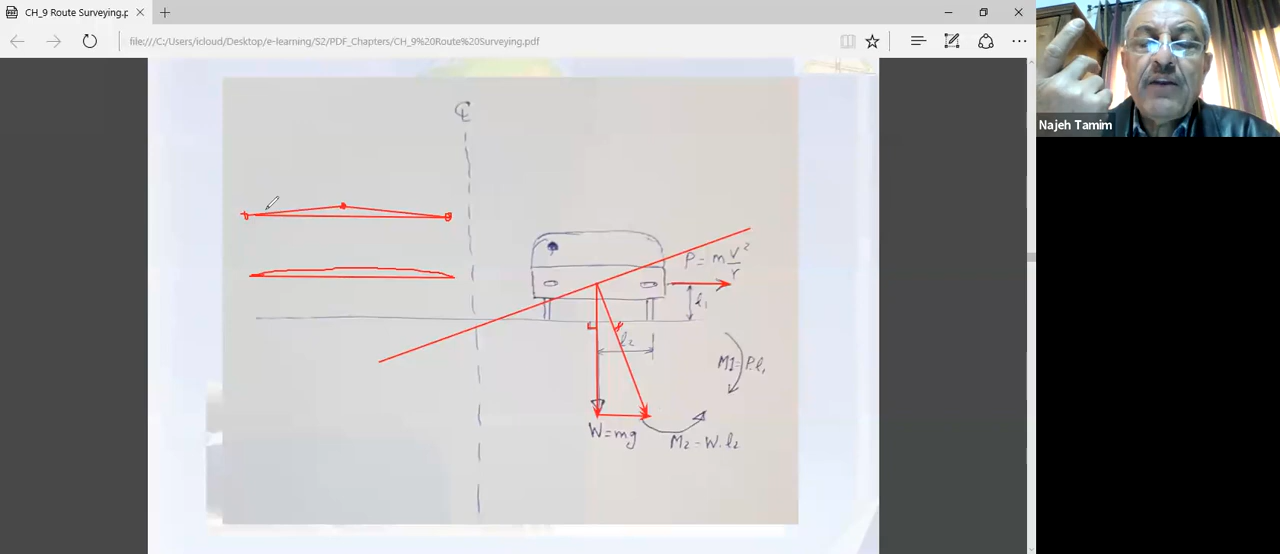 CH_9 Route Surveying.p
file:///C:/Users/icloud/Desktop/e-learning/S2/PDF_Chapters/CH_9%20Route%20Surveying.pdf
Najeh Tamim
℄
P = m V²/r
l₁
l₂
M1 = P.l₁
W = mg
M₂ = W.l₂